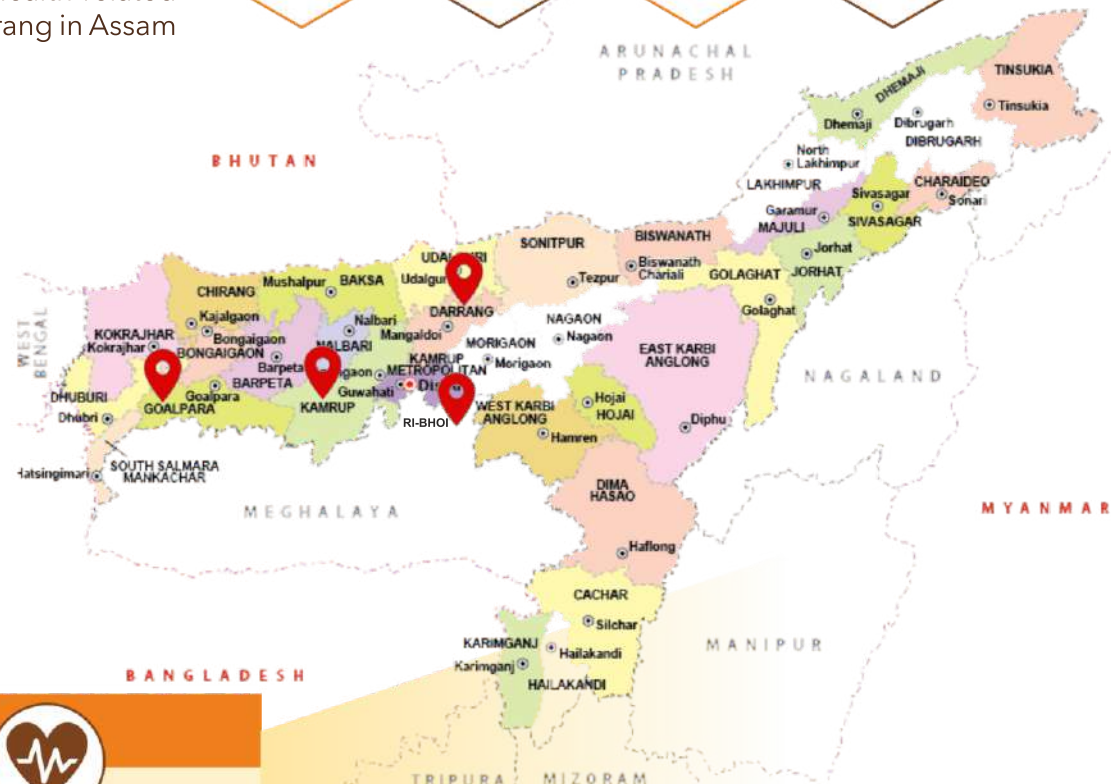 rang in Assam
ARUNACHAL
PRADESH
TINSUKIA
Tinsukia
DHEMAJI
Dhemaji
Dibrugarh
DIBRUGARH
North
Lakhimpur
LAKHIMPUR
BHUTAN
CHARAIDEO
Sonari
Sivasagar
SIVASAGAR
Garamur
MAJULI
Jorhat
JORHAT
SONITPUR
Tezpur
BISWANATH
Biswanath
Chariali
GOLAGHAT
Golaghat
Mushalpur
BAKSA
CHIRANG
Kajalgaon
Bongaigaon
BONGAIGAON
KOKRAJHAR
Kokrajhar
WEST
BENGAL
Nalbari
Barpeta
BARPETA
DARRANG
Mangaldoi
NAGAON
Nagaon
MORIGAON
Morigaon
KAMRUP
METROPOLITAN
Guwahati
EAST KARBI
ANGLONG
NAGALAND
DHUBURI
Dhubri
GOALPARA
Goalpara
KAMRUP
RI-BHOI
WEST KARBI
ANGLONG
Hojai
HOJAI
Diphu
Hamren
SOUTH SALMARA
MANKACHAR
MEGHALAYA
DIMA
HASAO
Haflong
MYANMAR
CACHAR
Silchar
KARIMGANJ
Karimganj
Hailakandi
HAILAKANDI
MANIPUR
BANGLADESH
TRIPURA
MIZORAM